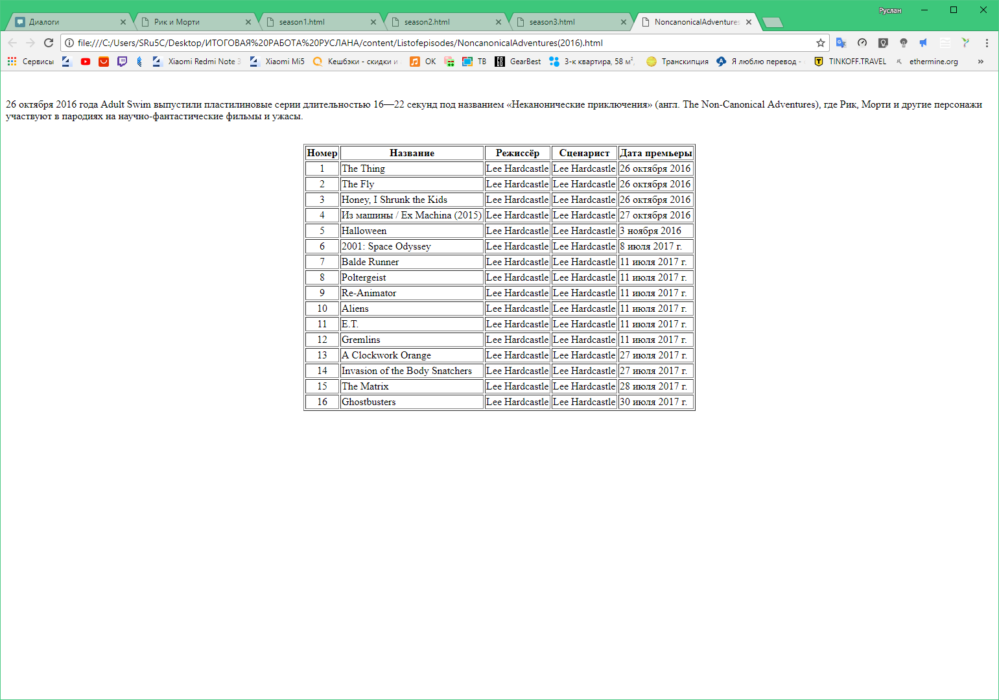 Руслан
Диалоги
Рик и Морти
season1.html
season2.html
season3.html
NoncanonicalAdventures
file:///C:/Users/SRu5C/Desktop/ИТОГОВАЯ%20РАБОТА%20РУСЛАНА/content/Listofepisodes/NoncanonicalAdventures(2016).html
Сервисы Xiaomi Redmi Note 3 Xiaomi Mi5 Кешбэки - скидки и ОК ТВ GearBest 3-к квартира, 58 м², Транскипция Я люблю перевод - TINKOFF.TRAVEL ethermine.org »
26 октября 2016 года Adult Swim выпустили пластилиновые серии длительностью 16—22 секунд под названием «Неканонические приключения» (англ. The Non-Canonical Adventures), где Рик, Морти и другие персонажи
участвуют в пародиях на научно-фантастические фильмы и ужасы.
Номер Название Режиссёр Сценарист Дата премьеры
1 The Thing Lee Hardcastle Lee Hardcastle 26 октября 2016
2 The Fly Lee Hardcastle Lee Hardcastle 26 октября 2016
3 Honey, I Shrunk the Kids Lee Hardcastle Lee Hardcastle 26 октября 2016
4 Из машины / Ex Machina (2015) Lee Hardcastle Lee Hardcastle 27 октября 2016
5 Halloween Lee Hardcastle Lee Hardcastle 3 ноября 2016
6 2001: Space Odyssey Lee Hardcastle Lee Hardcastle 8 июля 2017 г.
7 Balde Runner Lee Hardcastle Lee Hardcastle 11 июля 2017 г.
8 Poltergeist Lee Hardcastle Lee Hardcastle 11 июля 2017 г.
9 Re-Animator Lee Hardcastle Lee Hardcastle 11 июля 2017 г.
10 Aliens Lee Hardcastle Lee Hardcastle 11 июля 2017 г.
11 E.T. Lee Hardcastle Lee Hardcastle 11 июля 2017 г.
12 Gremlins Lee Hardcastle Lee Hardcastle 11 июля 2017 г.
13 A Clockwork Orange Lee Hardcastle Lee Hardcastle 27 июля 2017 г.
14 Invasion of the Body Snatchers Lee Hardcastle Lee Hardcastle 27 июля 2017 г.
15 The Matrix Lee Hardcastle Lee Hardcastle 28 июля 2017 г.
16 Ghostbusters Lee Hardcastle Lee Hardcastle 30 июля 2017 г.